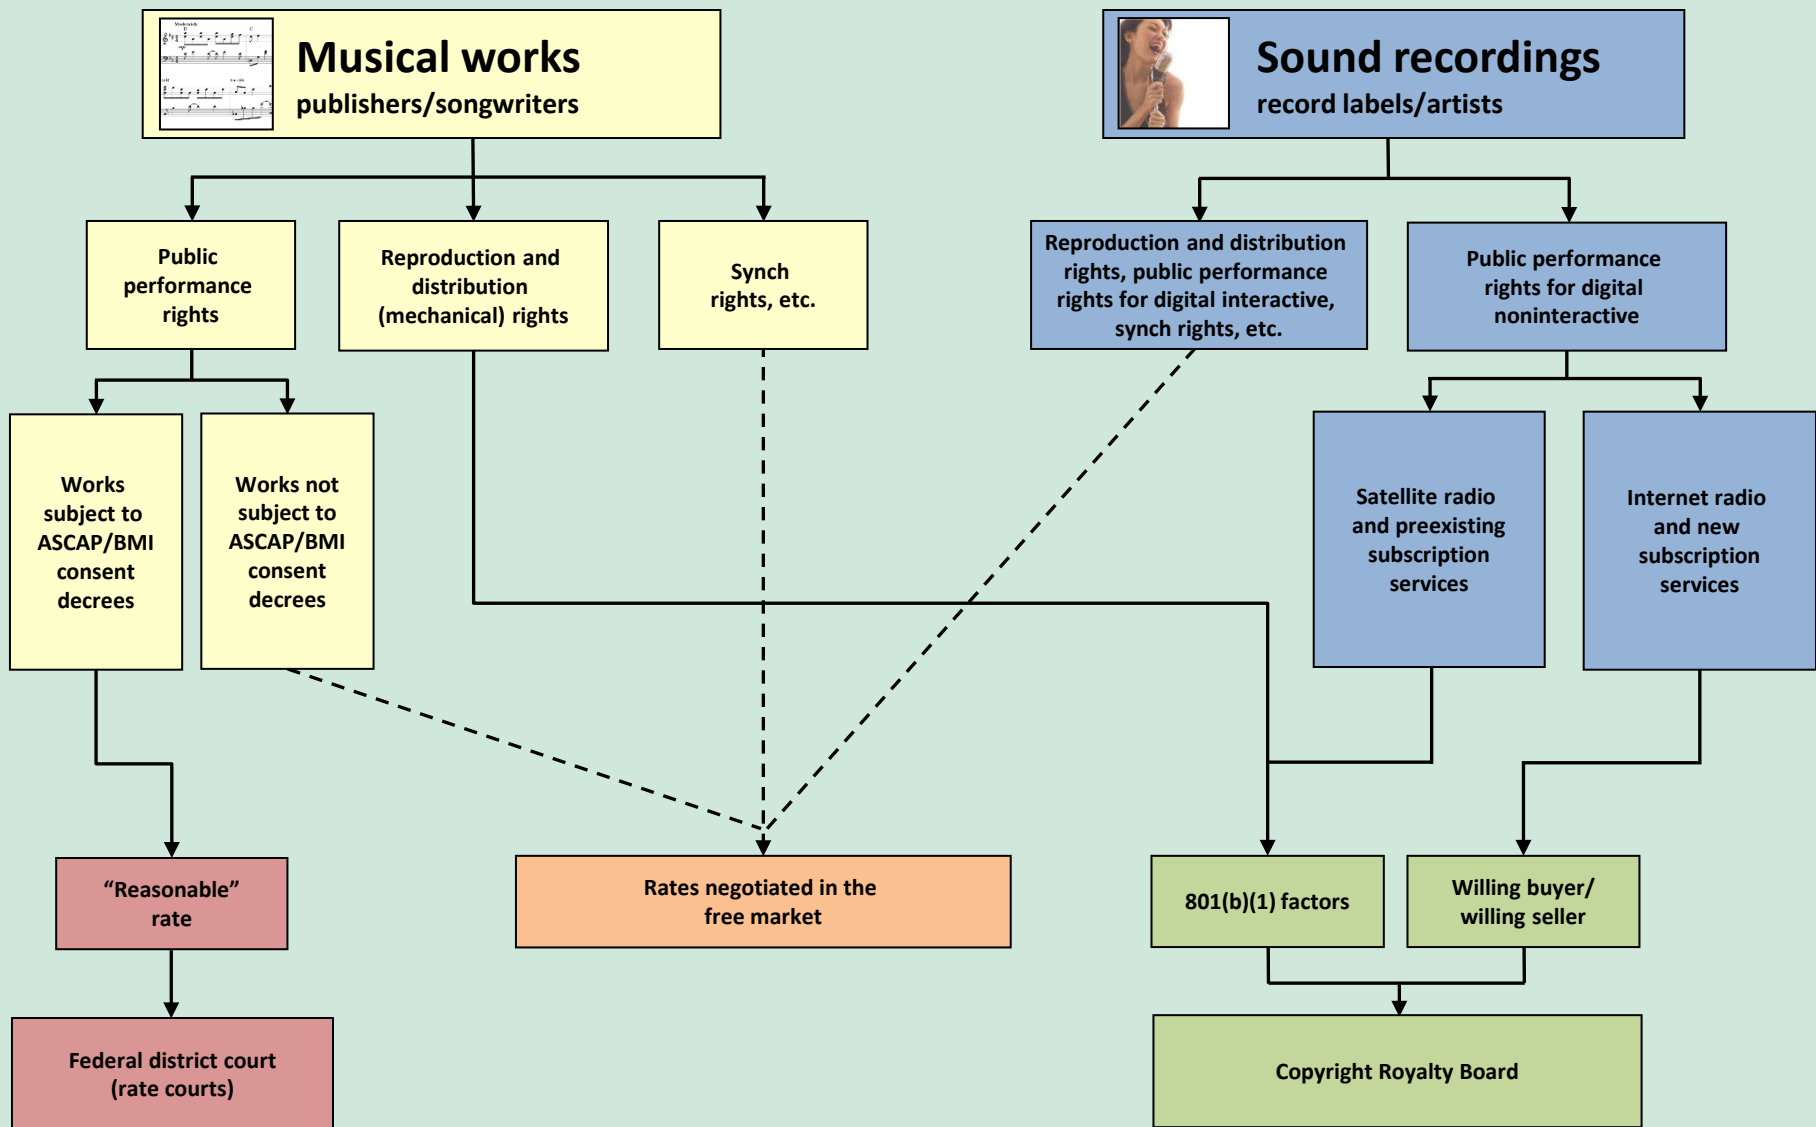 Musical works
publishers/songwriters
Sound recordings
record labels/artists
Public
performance
rights
Reproduction and
distribution
(mechanical) rights
Synch
rights, etc.
Reproduction and distribution
rights, public performance
rights for digital interactive,
synch rights, etc.
Public performance
rights for digital
noninteractive
Works
subject to
ASCAP/BMI
consent
decrees
Works not
subject to
ASCAP/BMI
consent
decrees
Satellite radio
and preexisting
subscription
services
Internet radio
and new
subscription
services
“Reasonable”
rate
Rates negotiated in the
free market
801(b)(1) factors
Willing buyer/
willing seller
Federal district court
(rate courts)
Copyright Royalty Board